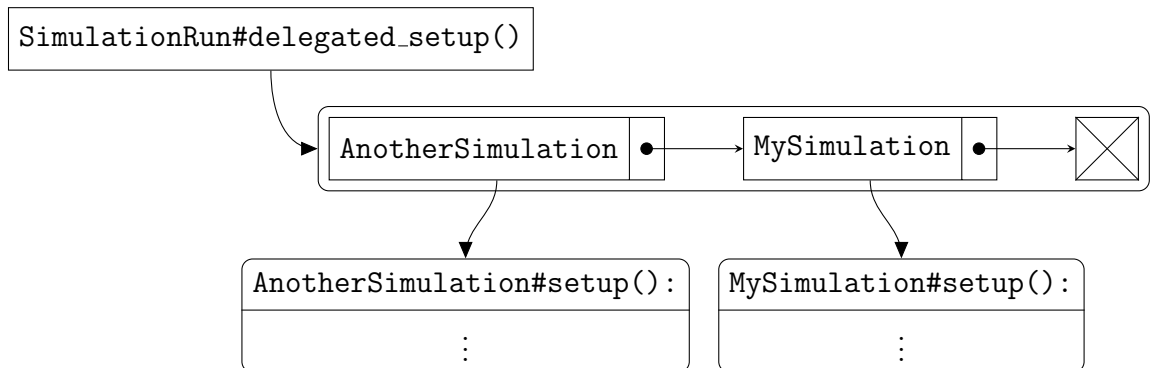 SimulationRun#delegated_setup()
AnotherSimulation
MySimulation
AnotherSimulation#setup():
MySimulation#setup():
⋮
⋮